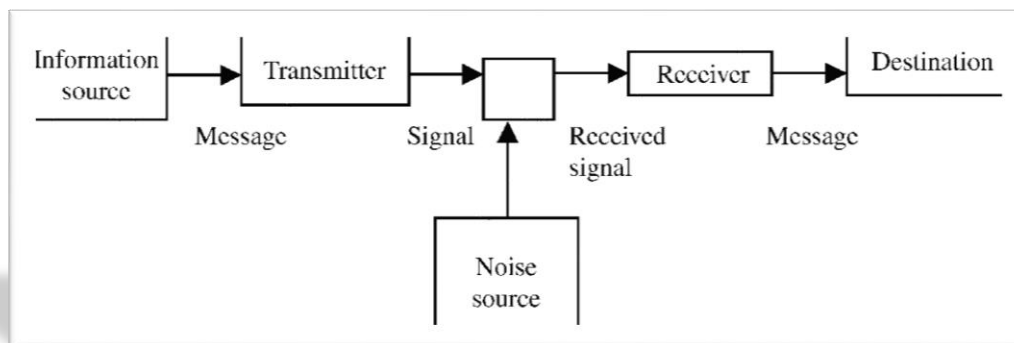 Information
source
Transmitter
Receiver
Destination
Message
Signal
Received
signal
Message
Noise
source